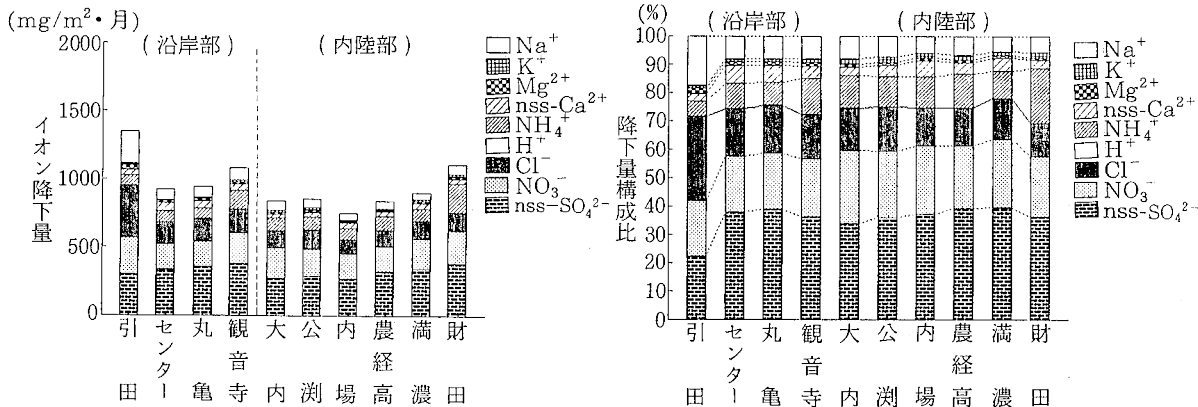 (mg/m²・月)
2000
1500
1000
500
0
イオン降下量
(沿岸部)
(内陸部)
Na⁺
K⁺
Mg²⁺
nss-Ca²⁺
NH₄⁺
H⁺
Cl⁻
NO₃⁻
nss-SO₄²⁻
引田
センター
丸亀
観音寺
大内
公渕
内場
農経高
満濃
財田
(%)
100
90
80
70
60
50
40
30
20
10
0
降下量構成比
(沿岸部)
(内陸部)
Na⁺
K⁺
Mg²⁺
nss-Ca²⁺
NH₄⁺
H⁺
Cl⁻
NO₃⁻
nss-SO₄²⁻
引田
センター
丸亀
観音寺
大内
公渕
内場
農経高
満濃
財田